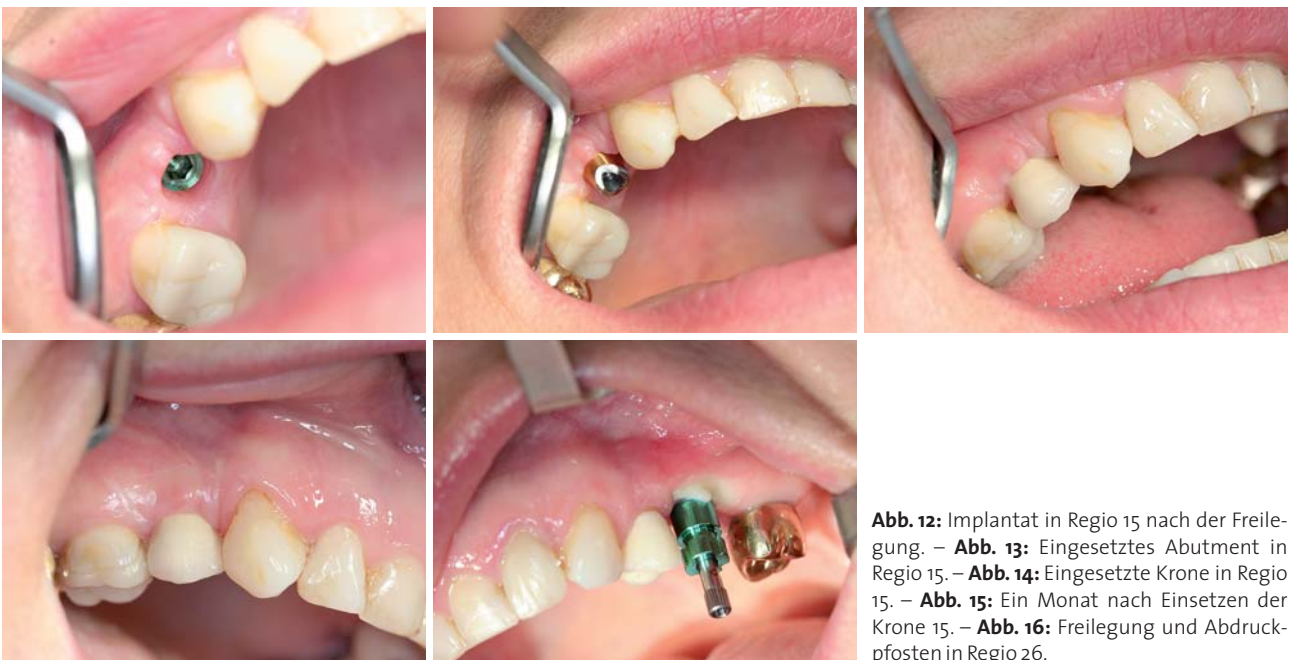 Abb. 12: Implantat in Regio 15 nach der Freile-
gung. – Abb. 13: Eingesetztes Abutment in
Regio 15. – Abb. 14: Eingesetzte Krone in Regio
15. – Abb. 15: Ein Monat nach Einsetzen der
Krone 15. – Abb. 16: Freilegung und Abdruck-
pfosten in Regio 26.